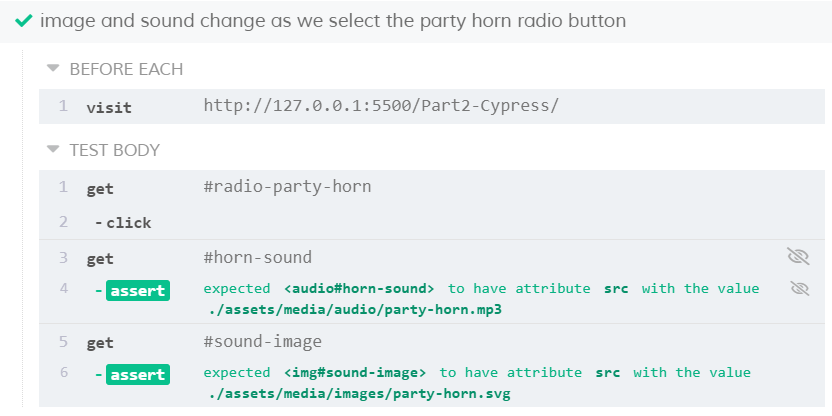 image and sound change as we select the party horn radio button
BEFORE EACH
1 visit http://127.0.0.1:5500/Part2-Cypress/
TEST BODY
1 get #radio-party-horn
2 -click
3 get #horn-sound
4 -assert expected <audio#horn-sound> to have attribute src with the value
./assets/media/audio/party-horn.mp3
5 get #sound-image
6 -assert expected <img#sound-image> to have attribute src with the value
./assets/media/images/party-horn.svg